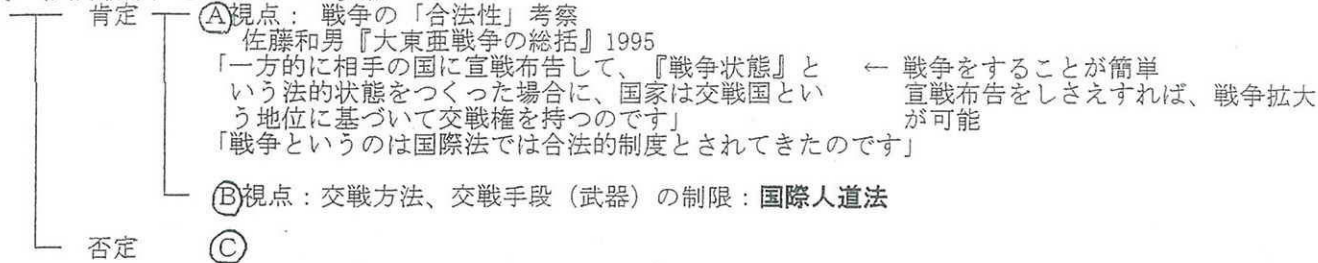 肯定 Ⓐ視点: 戦争の「合法性」考察
佐藤和男『大東亜戦争の総括』1995
「一方的に相手の国に宣戦布告して、『戦争状態』と ← 戦争をすることが簡単
いう法的状態をつくった場合に、国家は交戦国とい 宣戦布告をしさえすれば、戦争拡大
う地位に基づいて交戦権を持つのです」 が可能
「戦争というのは国際法では合法的制度とされてきたのです」
Ⓑ視点:交戦方法、交戦手段(武器)の制限:国際人道法
否定 Ⓒ